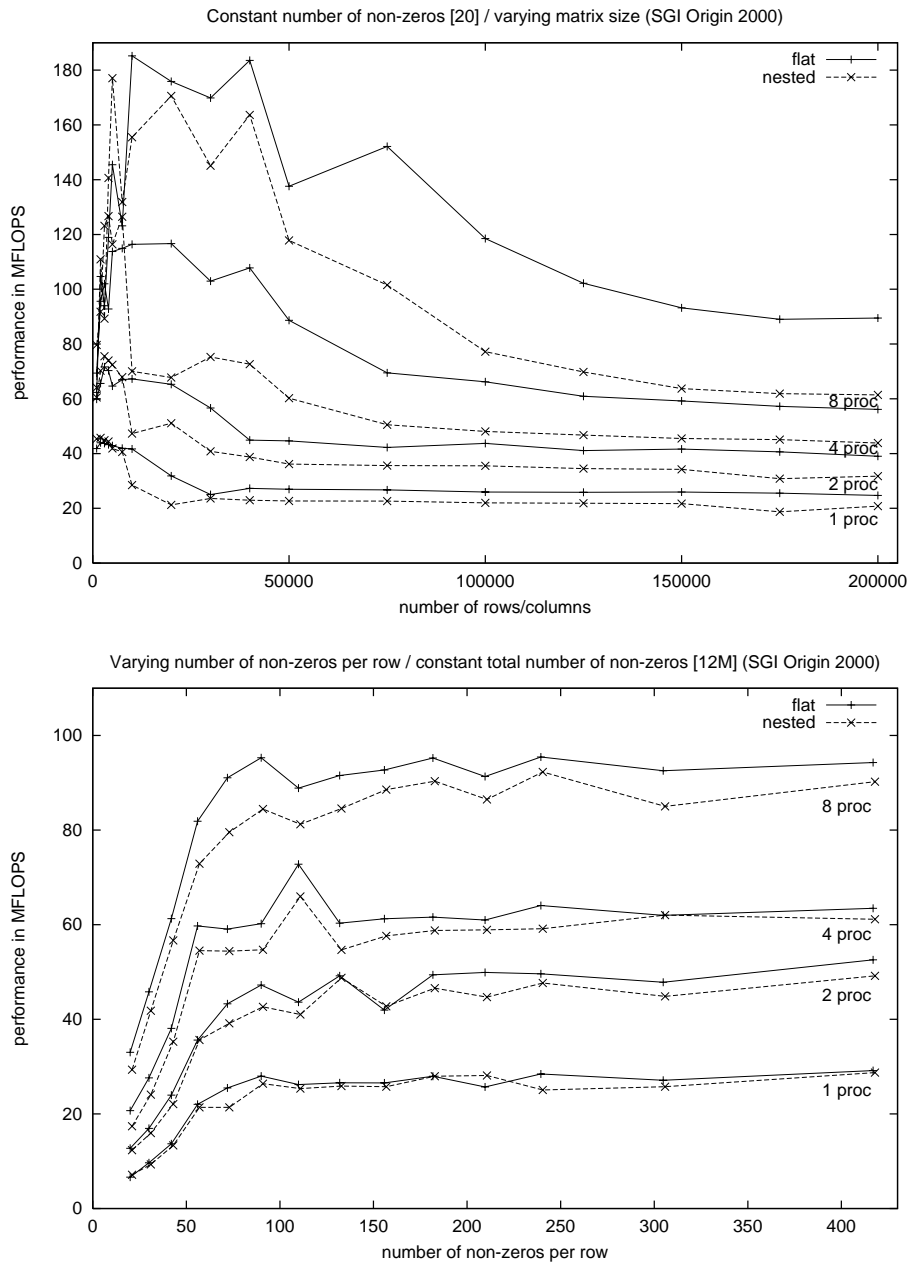 Constant number of non-zeros [20] / varying matrix size (SGI Origin 2000)
flat
nested
180
160
140
120
100
80
60
40
20
0
performance in MFLOPS
8 proc
4 proc
2 proc
1 proc
0 50000 100000 150000 200000
number of rows/columns
Varying number of non-zeros per row / constant total number of non-zeros [12M] (SGI Origin 2000)
flat
nested
100
80
60
40
20
0
performance in MFLOPS
8 proc
4 proc
2 proc
1 proc
0 50 100 150 200 250 300 350 400
number of non-zeros per row